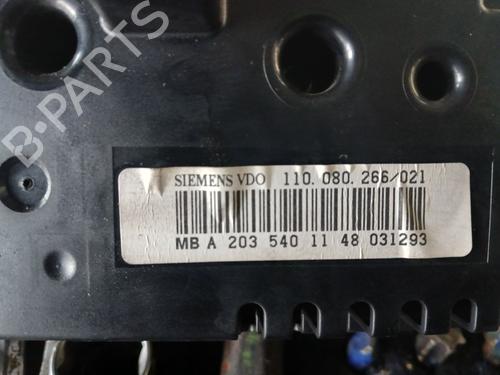 B-PARTS
SIEMENS VDO 110.080.266/021
MB A 203 540 11 48 031293